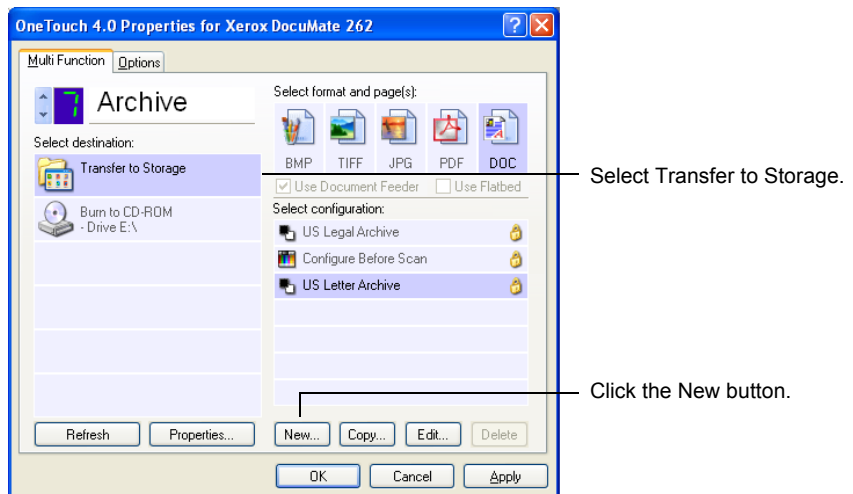 OneTouch 4.0 Properties for Xerox DocuMate 262
Multi Function
Options
7
Archive
Select destination:
Transfer to Storage
Burn to CD-ROM
- Drive E:\
Refresh
Properties...
Select format and page(s):
BMP
TIFF
JPG
PDF
DOC
Use Document Feeder
Use Flatbed
Select configuration:
US Legal Archive
Configure Before Scan
US Letter Archive
New...
Copy...
Edit...
Delete
OK
Cancel
Apply
Select Transfer to Storage.
Click the New button.